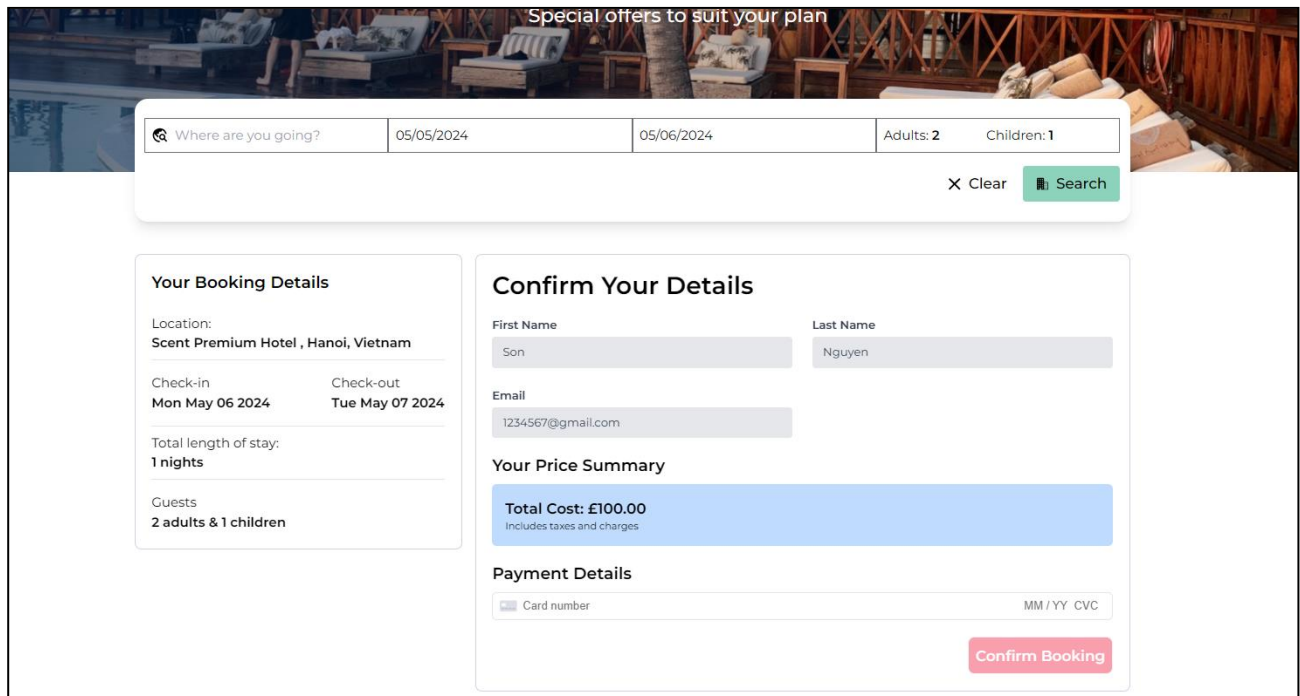 Special offers to suit your plan
Where are you going? 05/05/2024 05/06/2024 Adults: 2 Children: 1
Clear Search
Your Booking Details
Location:
Scent Premium Hotel , Hanoi, Vietnam
Check-in Check-out
Mon May 06 2024 Tue May 07 2024
Total length of stay:
1 nights
Guests
2 adults & 1 children
Confirm Your Details
First Name Last Name
Son Nguyen
Email
1234567@gmail.com
Your Price Summary
Total Cost: £100.00
Includes taxes and charges
Payment Details
Card number MM / YY CVC
Confirm Booking